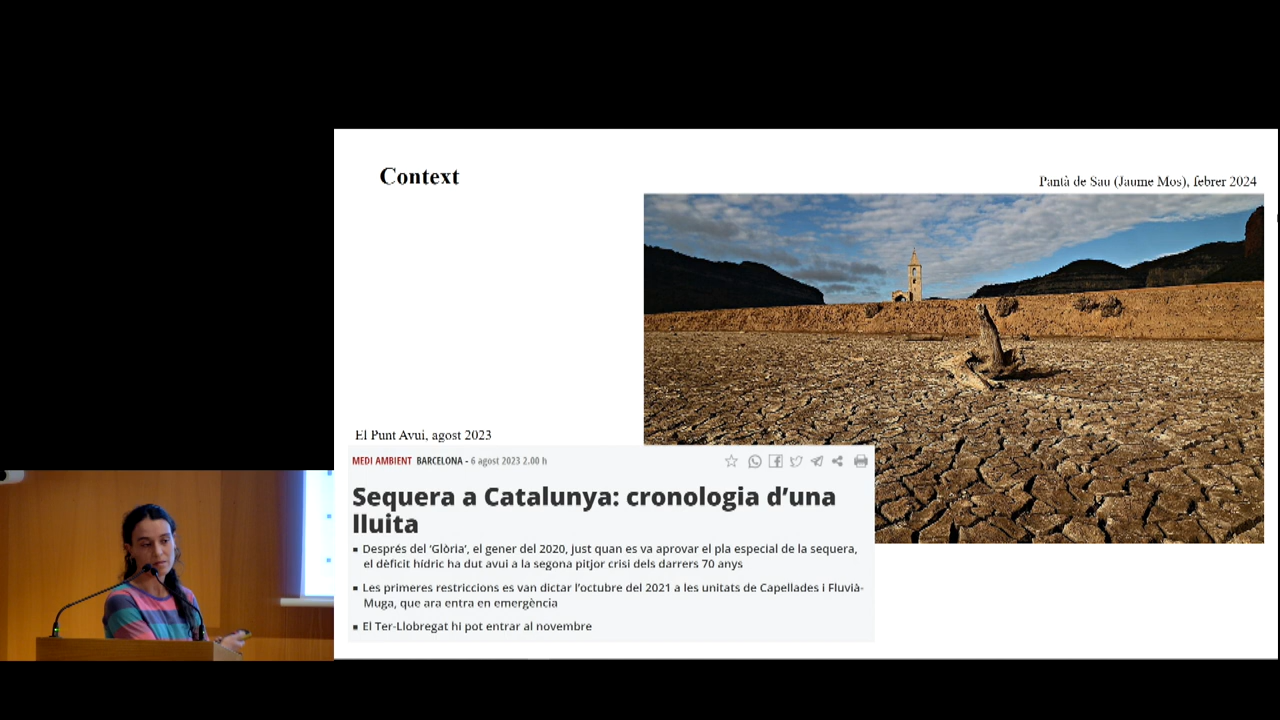 Context
Pantà de Sau (Jaume Mos), febrer 2024
El Punt Avui, agost 2023
MEDI AMBIENT BARCELONA - 6 agost 2023 2.00 h
Sequera a Catalunya: cronologia d’una
lluita
▪ Després del ‘Glòria’, el gener del 2020, just quan es va aprovar el pla especial de la sequera,
el dèficit hídric ha dut avui a la segona pitjor crisi dels darrers 70 anys
▪ Les primeres restriccions es van dictar l’octubre del 2021 a les unitats de Capellades i Fluvià-
Muga, que ara entra en emergència
▪ El Ter-Llobregat hi pot entrar al novembre